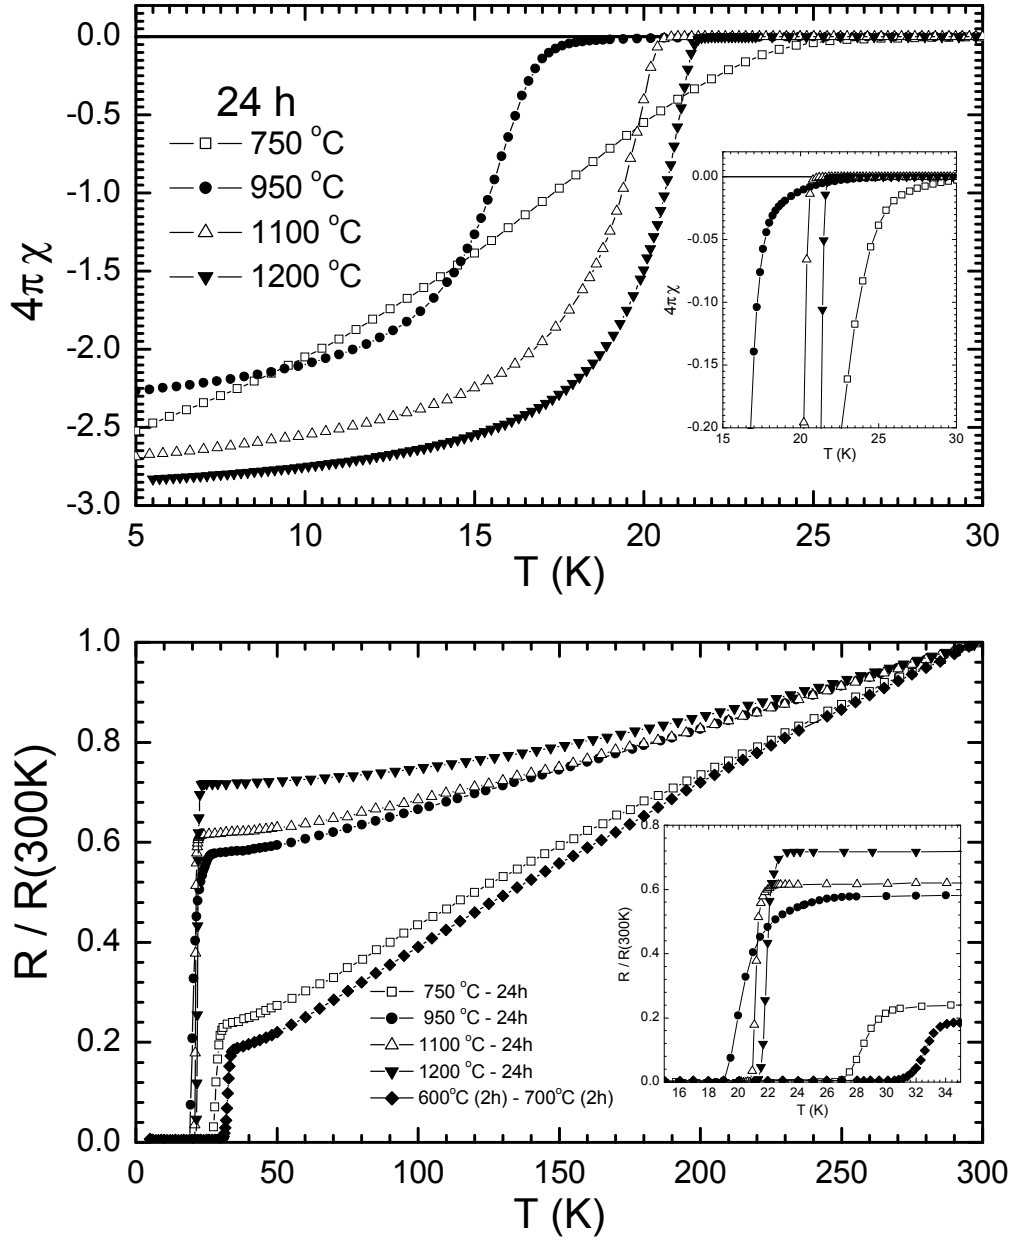 0.0
-0.5
-1.0
-1.5
-2.0
-2.5
-3.0
4π χ
24 h
750 °C
950 °C
1100 °C
1200 °C
0.00
-0.05
-0.10
-0.15
-0.20
4π χ
15 20 25 30
T (K)
5 10 15 20 25 30
T (K)
1.0
0.8
0.6
0.4
0.2
0.0
R / R(300K)
750 °C - 24h
950 °C - 24h
1100 °C - 24h
1200 °C - 24h
600°C (2h) - 700°C (2h)
0.8
0.6
0.4
0.2
0.0
R / R(300K)
16 18 20 22 24 26 28 30 32 34
T (K)
0 50 100 150 200 250 300
T (K)